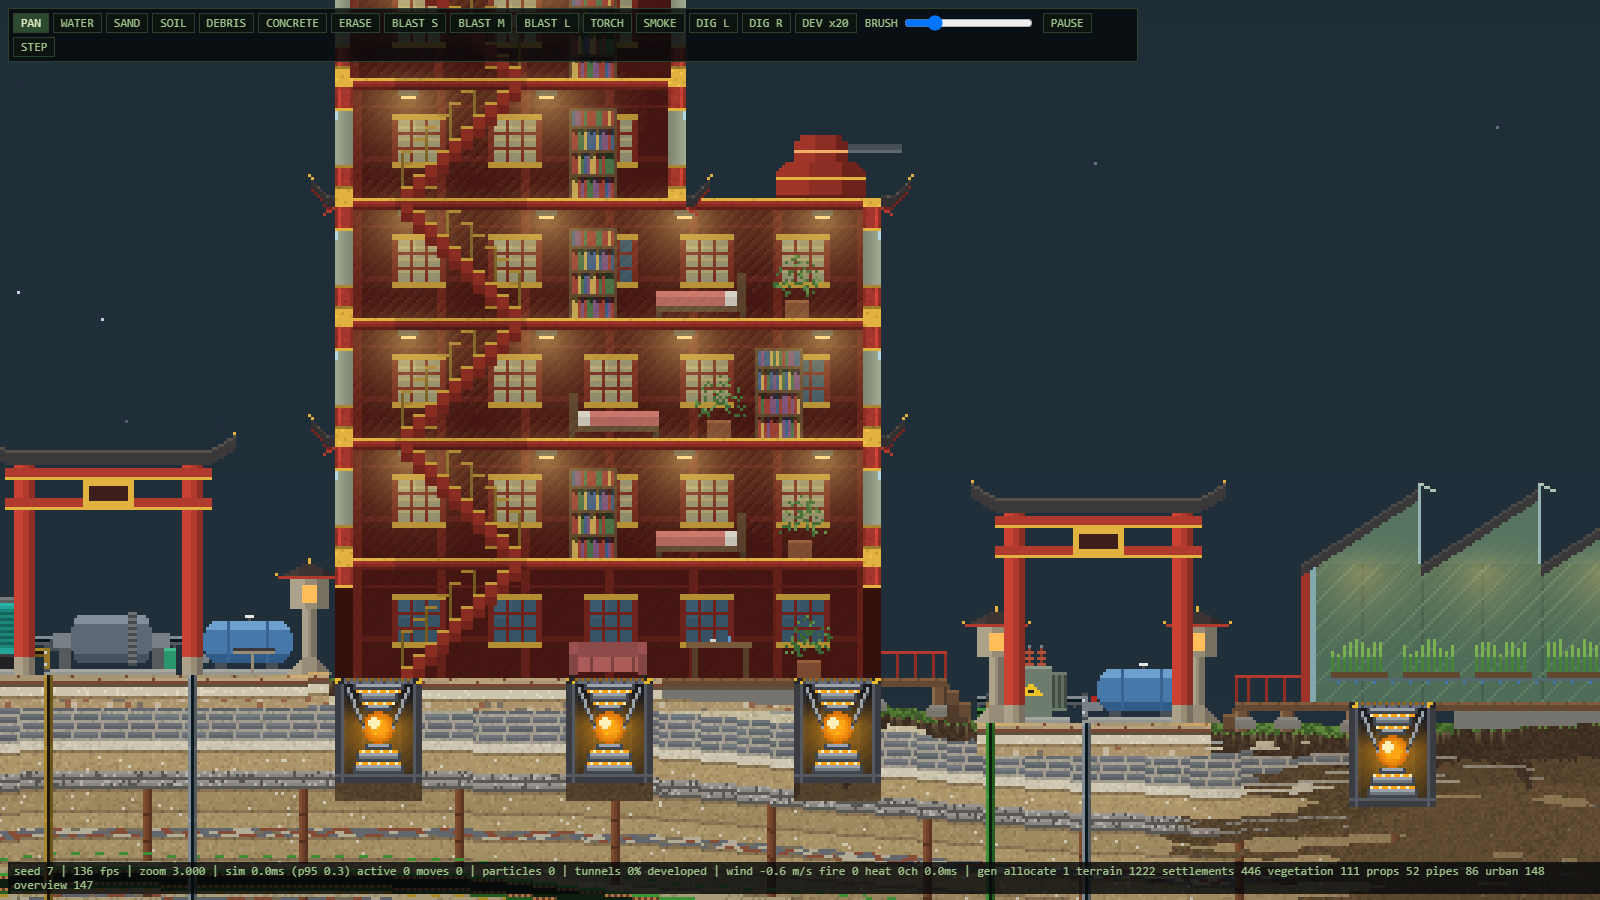 PAN WATER SAND SOIL DEBRIS CONCRETE ERASE BLAST S BLAST M BLAST L TORCH SMOKE DIG L DIG R DEV x20 BRUSH PAUSE
STEP
seed 7 | 136 fps | zoom 3.000 | sim 0.0ms (p95 0.3) active 0 moves 0 | particles 0 | tunnels 0% developed | wind -0.6 m/s fire 0 heat 0ch 0.0ms | gen allocate 1 terrain 1222 settlements 446 vegetation 111 props 52 pipes 86 urban 148
overview 147